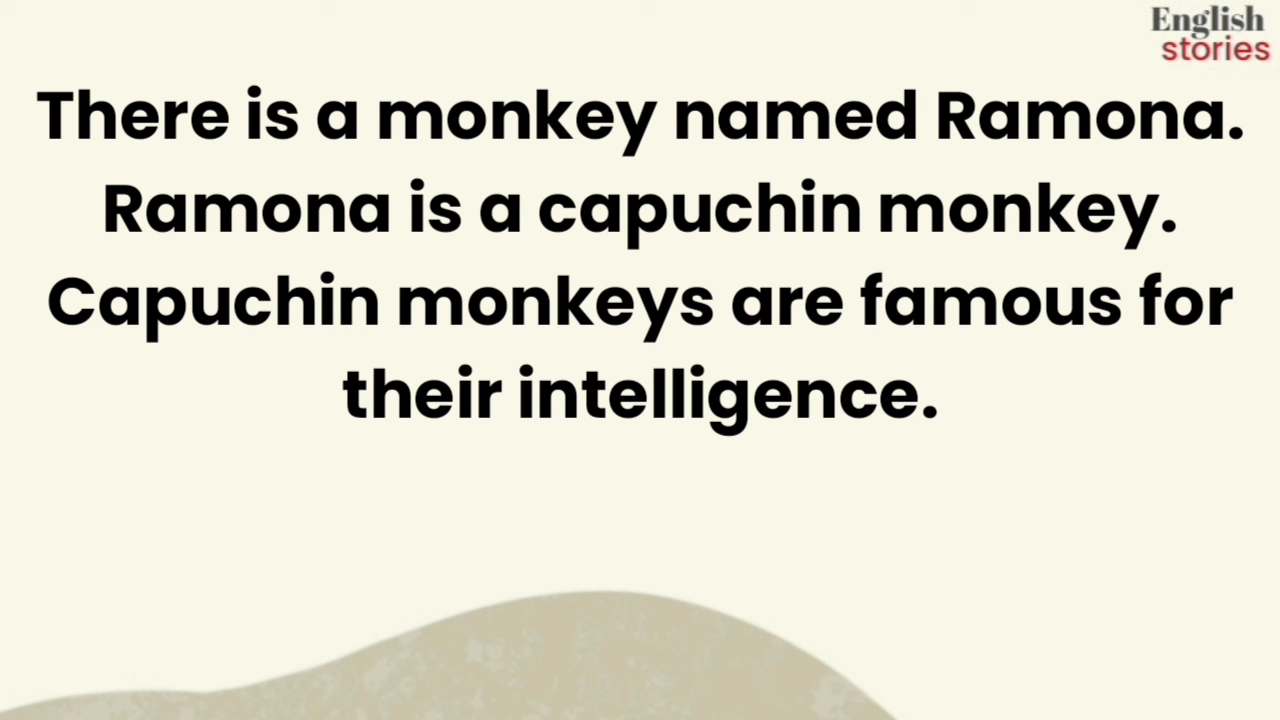 English
stories
There is a monkey named Ramona.
Ramona is a capuchin monkey.
Capuchin monkeys are famous for
their intelligence.